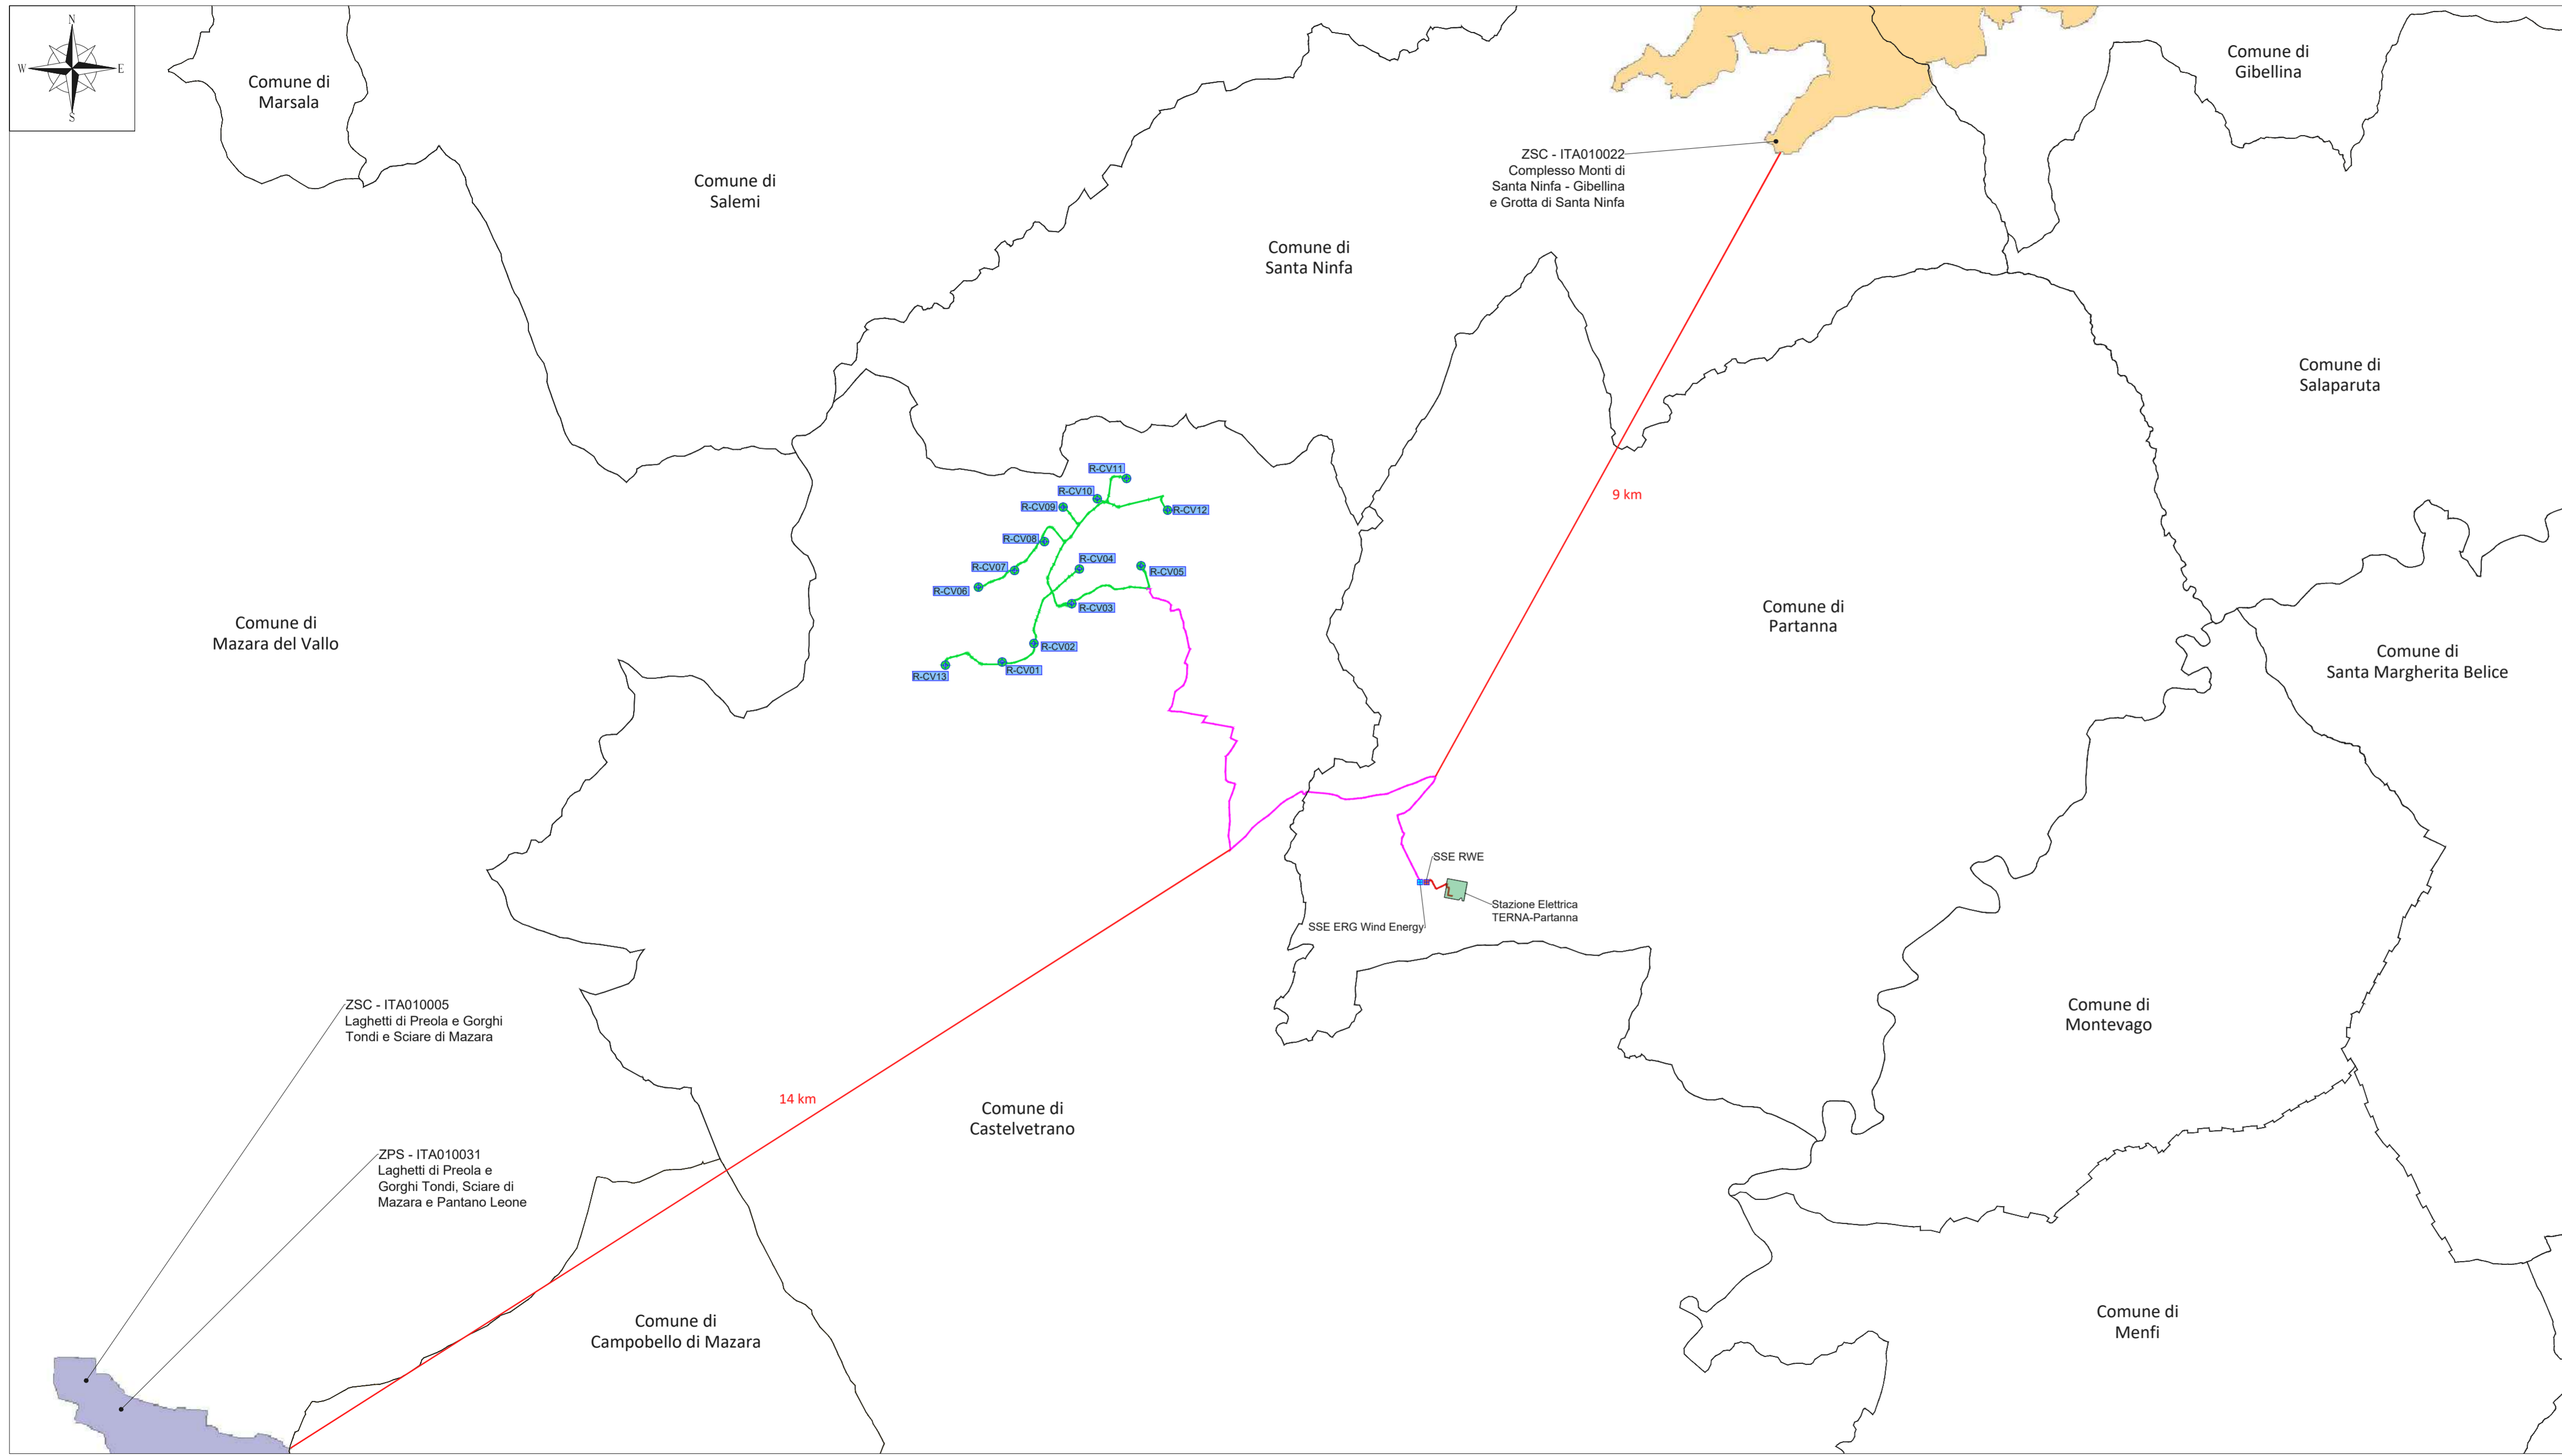 N
W
E
S
Comune di
Marsala
Comune di
Gibellina
ZSC - ITA010022
Complesso Monti di
Santa Ninfa - Gibellina
e Grotta di Santa Ninfa
Comune di
Salemi
Comune di
Santa Ninfa
Comune di
Salaparuta
R-CV11
R-CV10
R-CV09
R-CV12
9 km
R-CV08
R-CV04
R-CV07
R-CV05
R-CV06
R-CV03
Comune di
Partanna
Comune di
Mazara del Vallo
R-CV02
R-CV01
R-CV13
Comune di
Santa Margherita Belice
SSE RWE
Stazione Elettrica
TERNA-Partanna
SSE ERG Wind Energy
ZSC - ITA010005
Laghetti di Preola e Gorghi
Tondi e Sciare di Mazara
Comune di
Montevago
14 km
Comune di
Castelvetrano
ZPS - ITA010031
Laghetti di Preola e
Gorghi Tondi, Sciare di
Mazara e Pantano Leone
Comune di
Campobello di Mazara
Comune di
Menfi